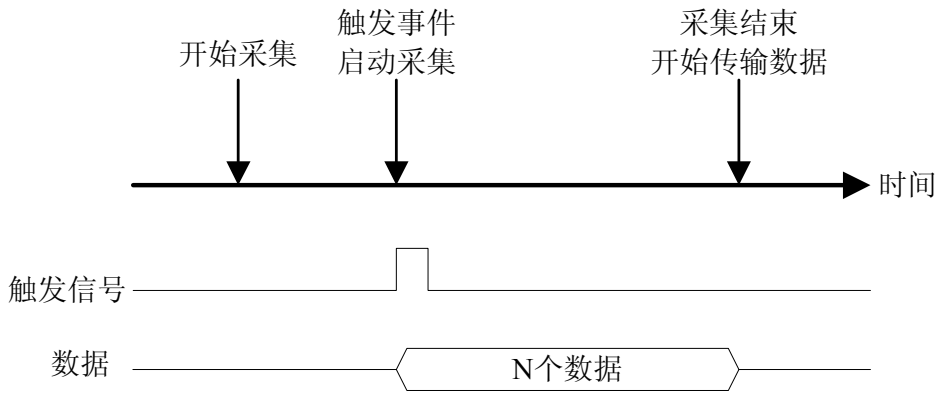 开始采集
触发事件
启动采集
采集结束
开始传输数据
时间
触发信号
数据
N个数据